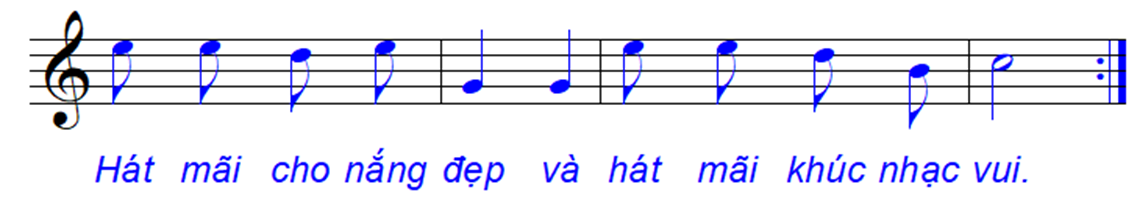 Hát mãi cho nắng đẹp và hát mãi khúc nhạc vui.